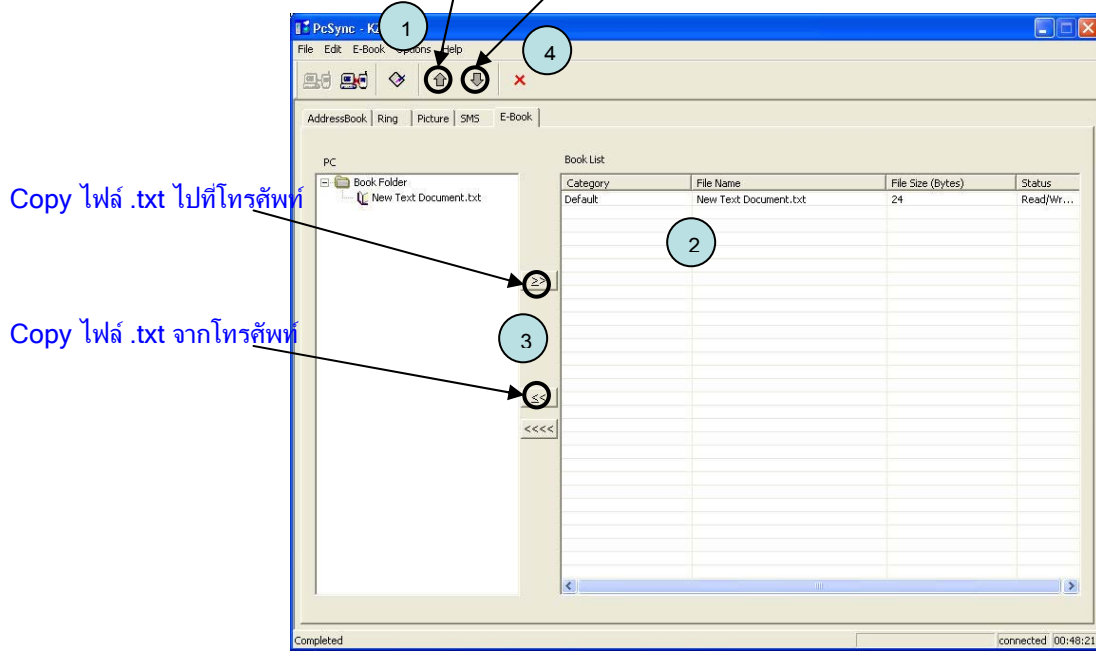 PcSync - K
1
File Edit E-Book Options Help
4
AddressBook Ring Picture SMS E-Book
PC
Book List
Book Folder
New Text Document.txt
Category File Name File Size (Bytes) Status
Default New Text Document.txt 24 Read/Wr...
Copy ไฟล์ .txt ไปที่โทรศัพท์
2
>>
Copy ไฟล์ .txt จากโทรศัพท์
3
<<
<<<<
Completed
connected 00:48:21